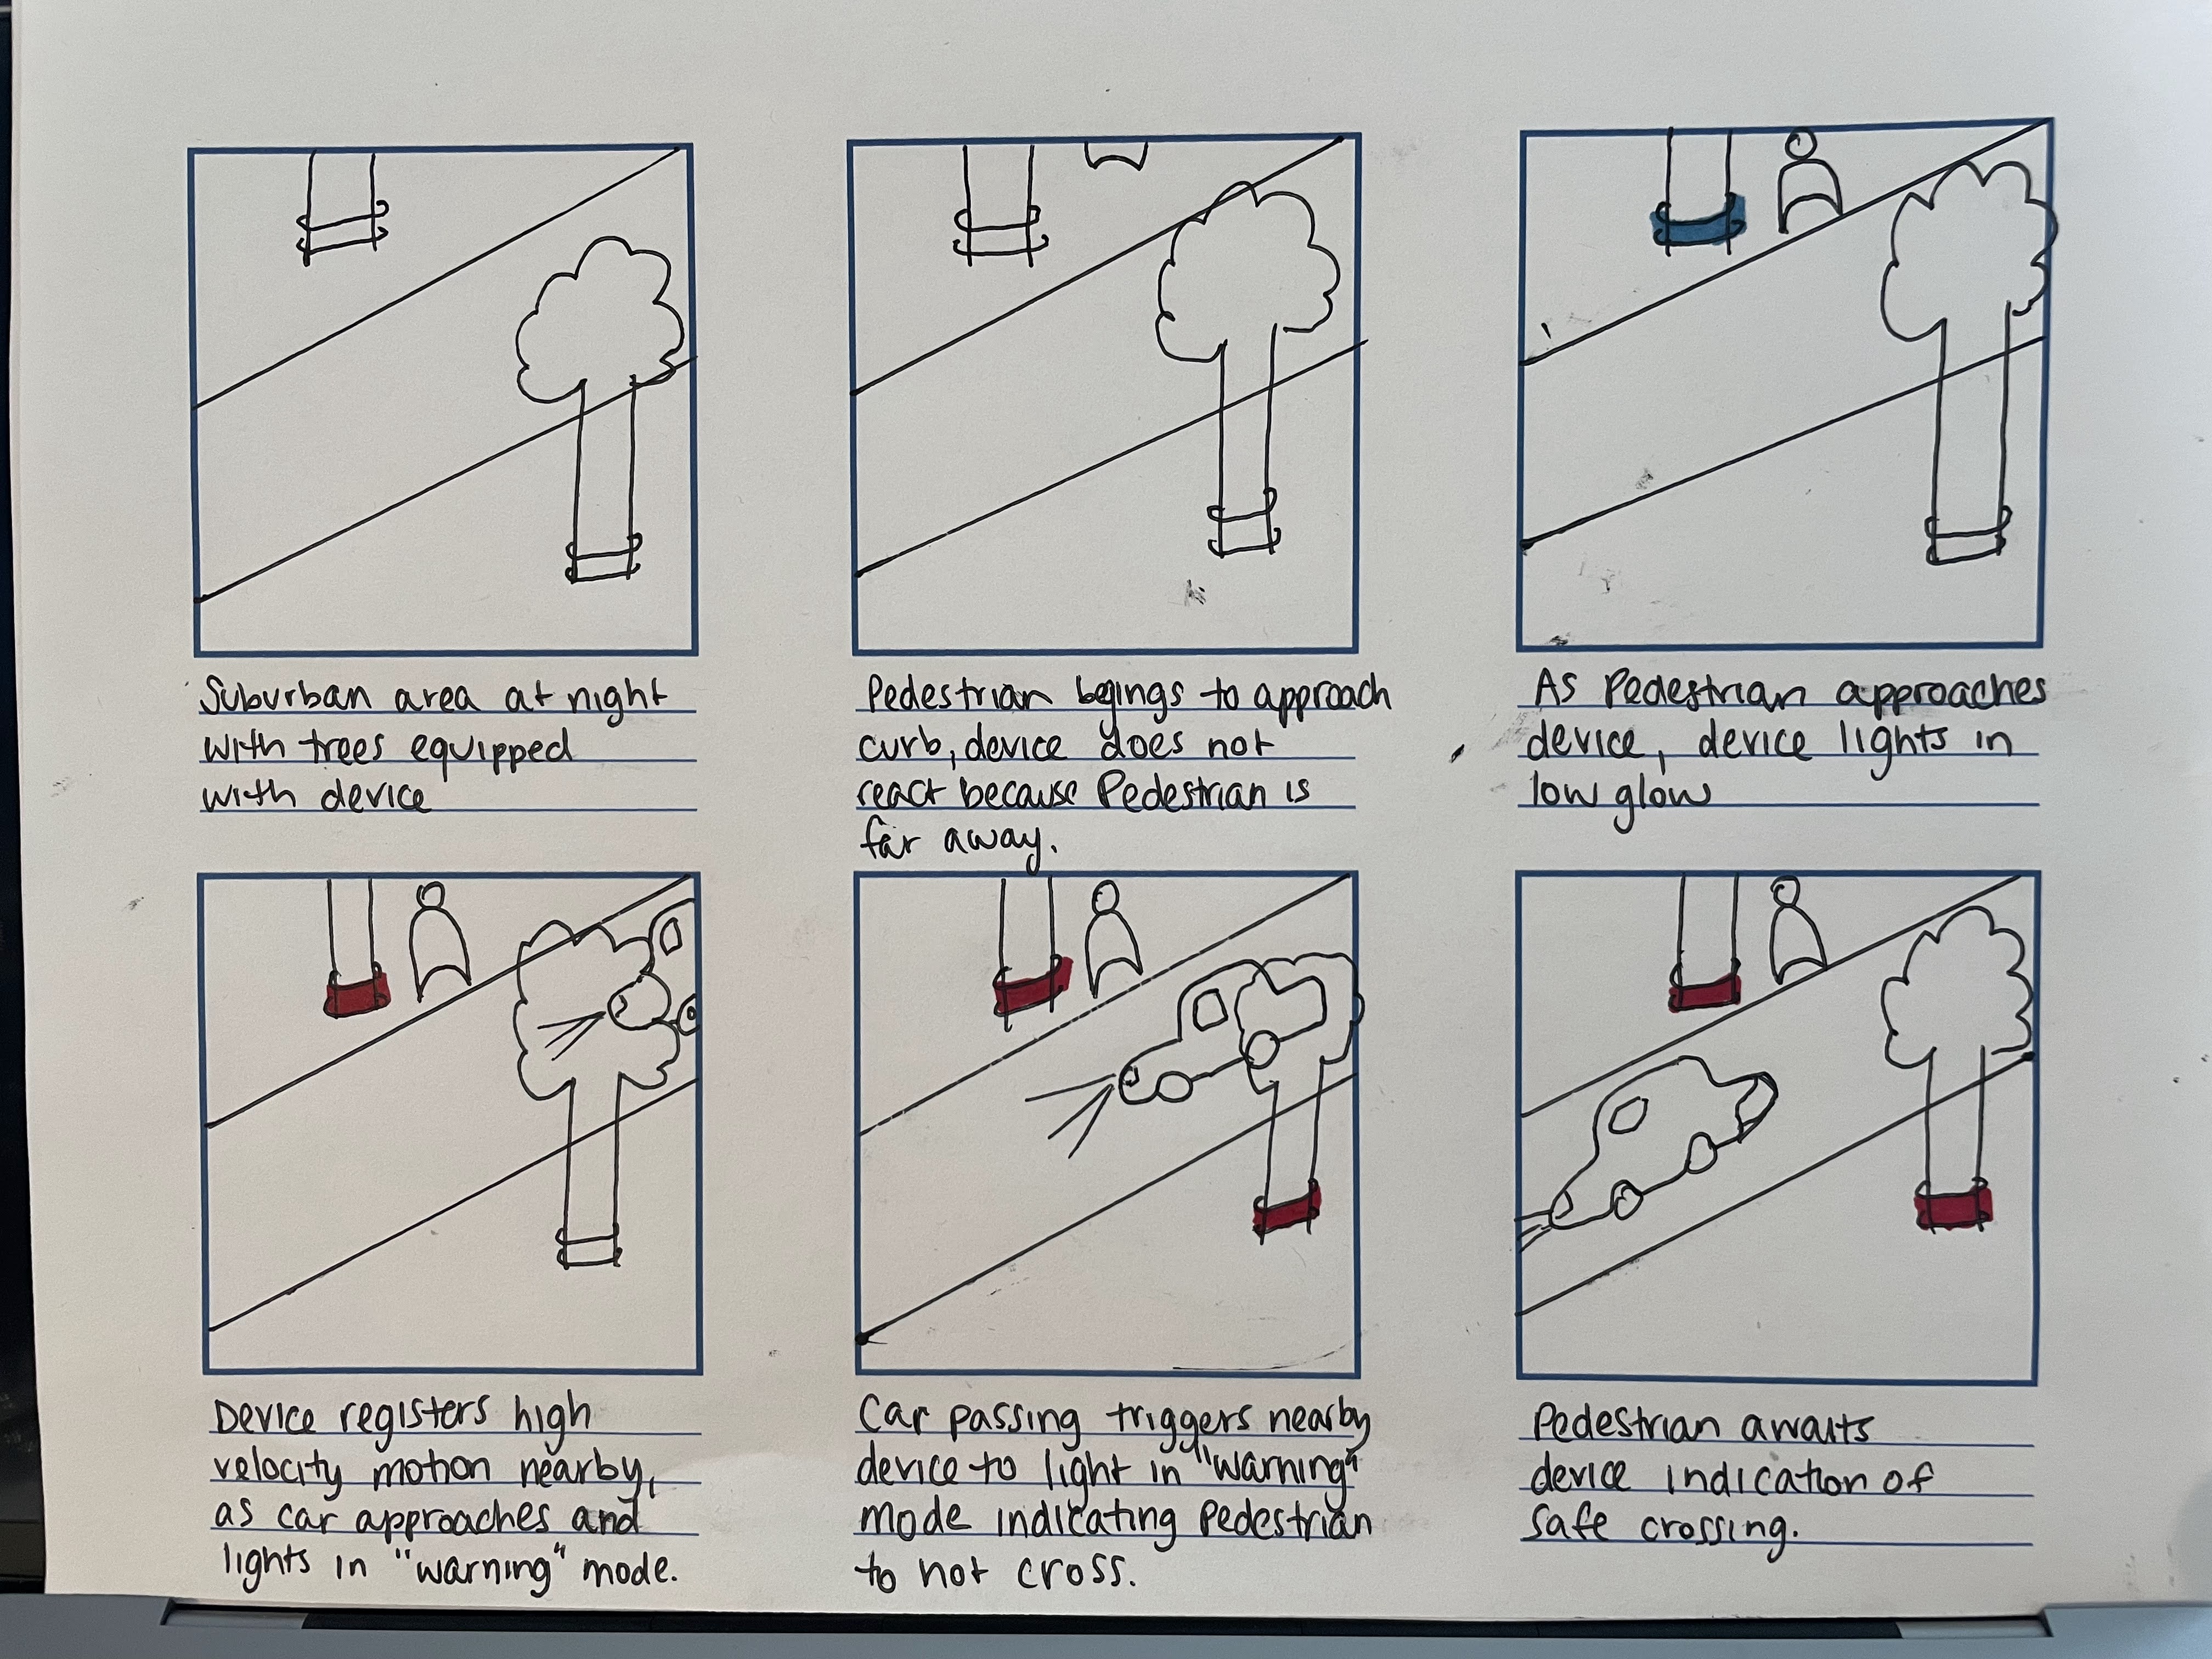 Suburban area at night
with trees equipped
with device
Pedestrian begings to approach
curb, device does not
react because Pedestrian is
far away.
As Pedestrian approaches
device, device lights in
low glow
Device registers high
velocity motion nearby,
as car approaches and
lights in "warning" mode.
Car passing triggers nearby
device to light in "warning"
mode indicating Pedestrian
to not cross.
Pedestrian awaits
device indication of
safe crossing.